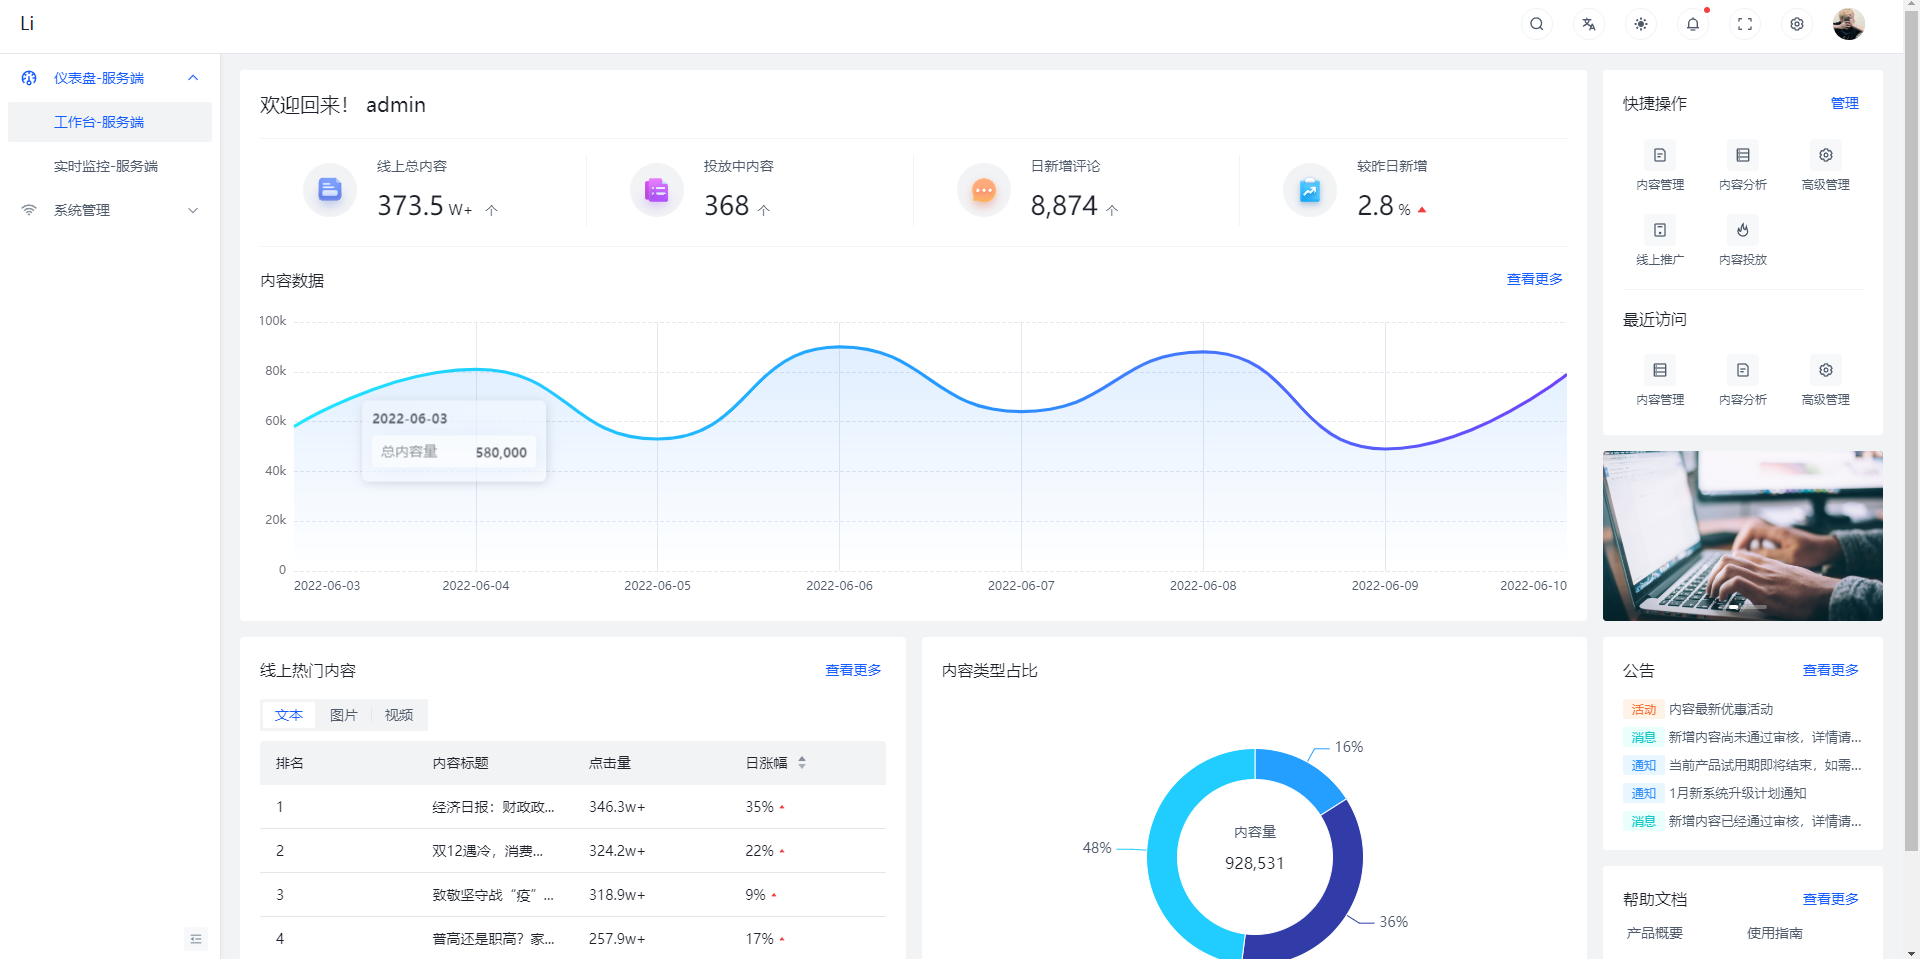 Li
仪表盘-服务端
工作台-服务端
实时监控-服务端
系统管理
欢迎回来！ admin
线上总内容
373.5 W+ 个
投放中内容
368 个
日新增评论
8,874 个
较昨日新增
2.8 %
内容数据
查看更多
100k
80k
60k
40k
20k
0
2022-06-03
总内容量 580,000
2022-06-03 2022-06-04 2022-06-05 2022-06-06 2022-06-07 2022-06-08 2022-06-09 2022-06-10
快捷操作 管理
内容管理 内容分析 高级管理
线上推广 内容投放
最近访问
内容管理 内容分析 高级管理
线上热门内容 查看更多
文本 图片 视频
排名 内容标题 点击量 日涨幅
1 经济日报：财政政... 346.3w+ 35%
2 双12遇冷，消费... 324.2w+ 22%
3 致敬坚守战“疫”... 318.9w+ 9%
4 普高还是职高？家... 257.9w+ 17%
内容类型占比
16%
48%
36%
内容量
928,531
公告 查看更多
活动 内容最新优惠活动
消息 新增内容尚未通过审核，详情请...
通知 当前产品试用期即将结束，如需...
通知 1月新系统升级计划通知
消息 新增内容已经通过审核，详情请...
帮助文档 查看更多
产品概要 使用指南